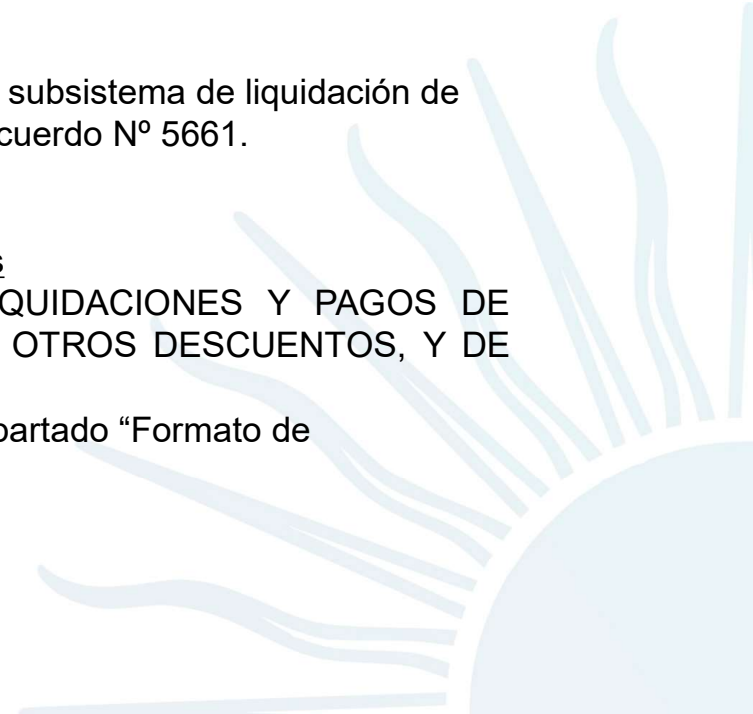 subsistema de liquidación de
cuerdo Nº 5661.
s
QUIDACIONES Y PAGOS DE
OTROS DESCUENTOS, Y DE
partado “Formato de